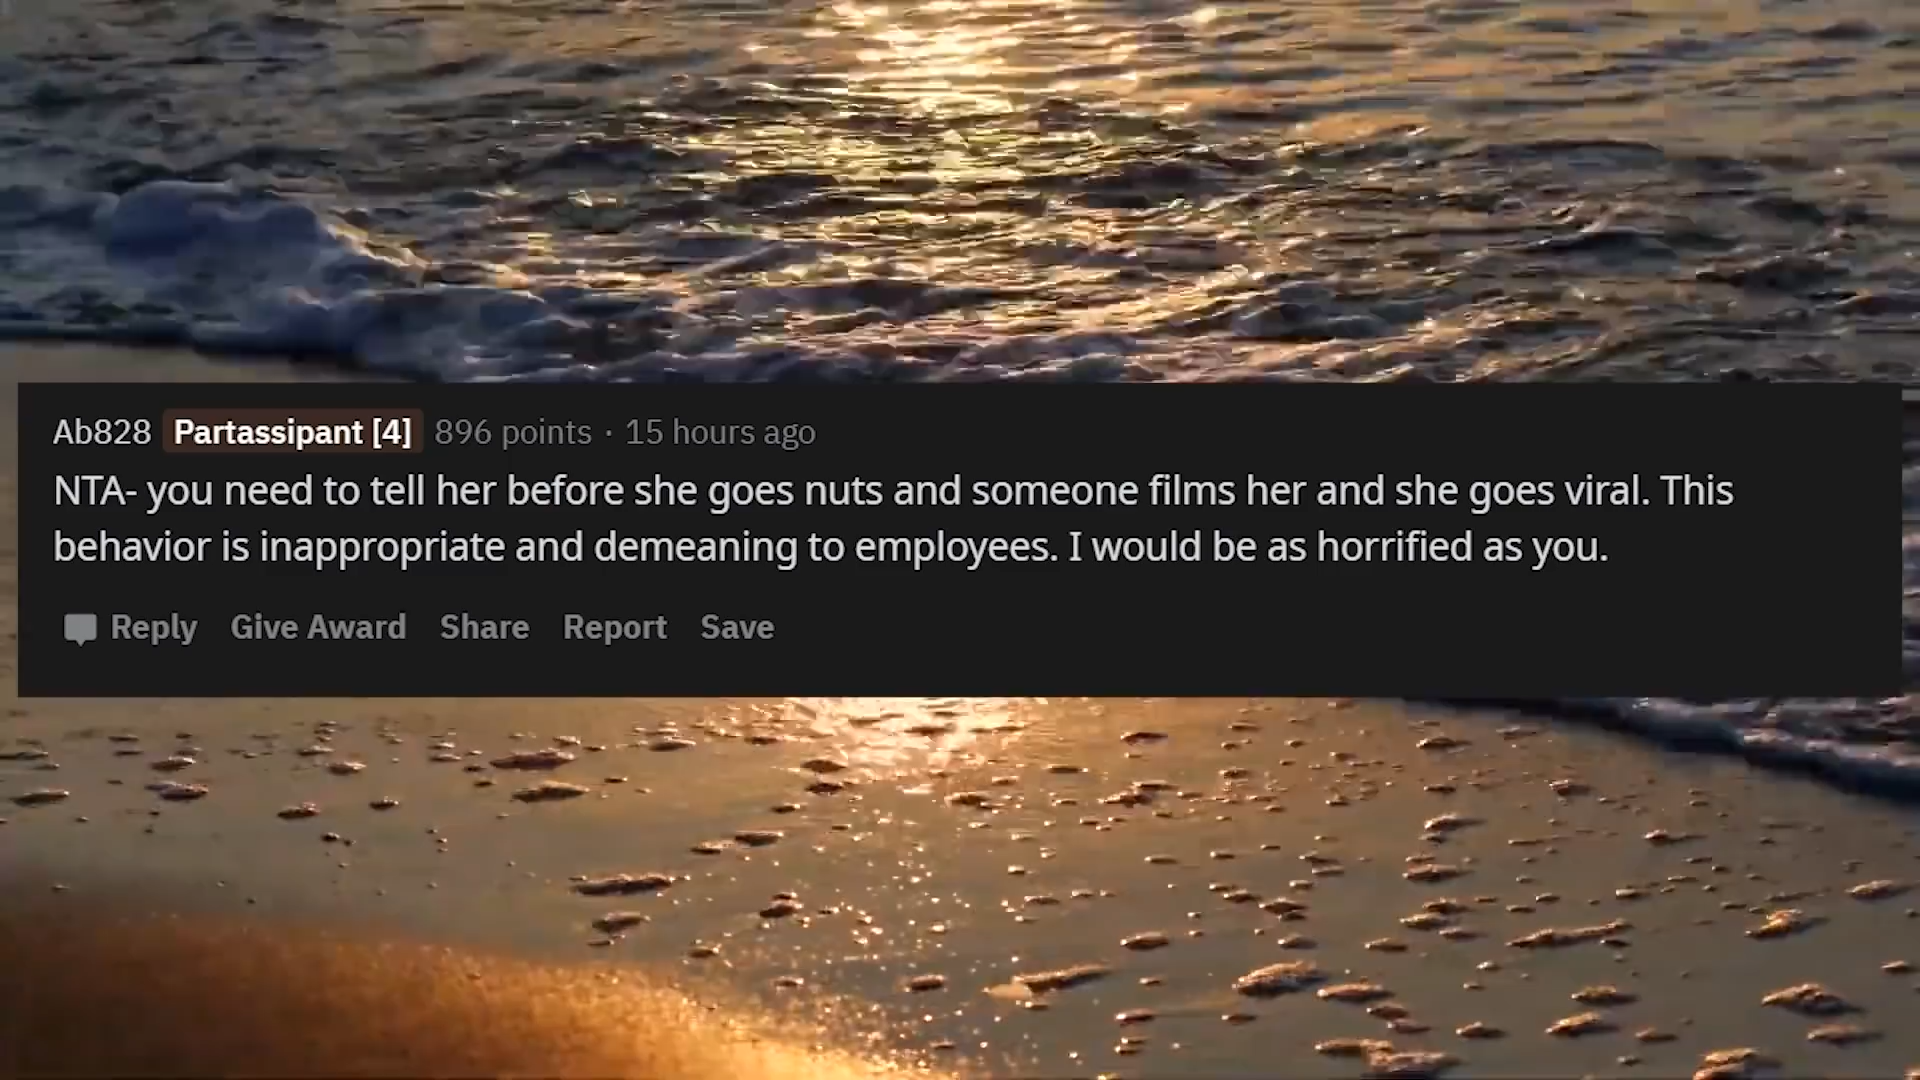 Ab828 Partassipant [4] 896 points · 15 hours ago
NTA- you need to tell her before she goes nuts and someone films her and she goes viral. This
behavior is inappropriate and demeaning to employees. I would be as horrified as you.
Reply Give Award Share Report Save